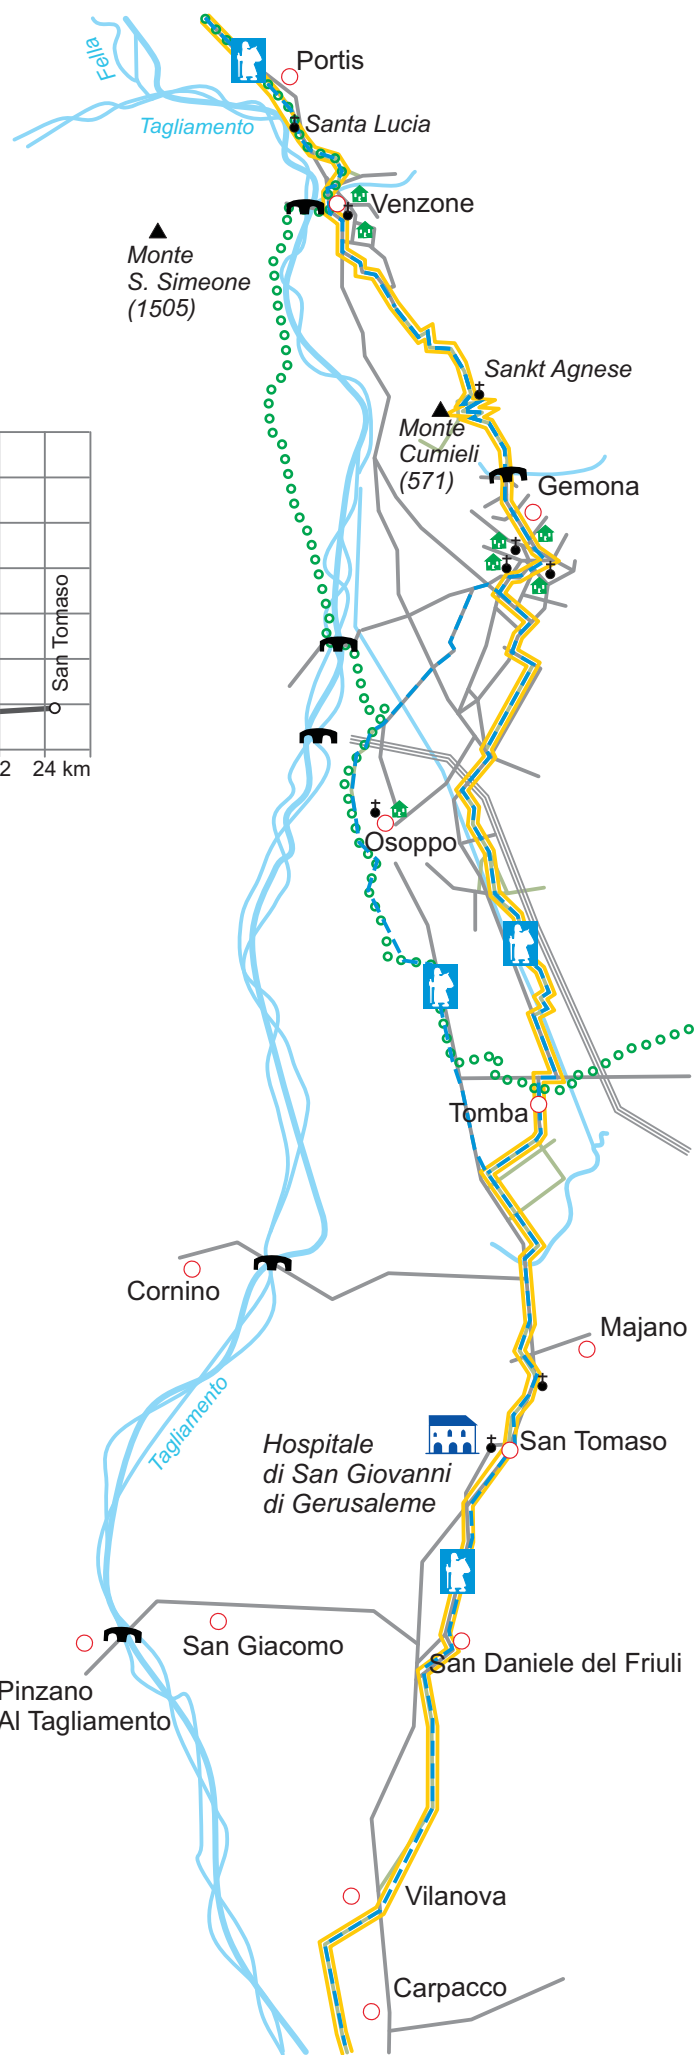 Fella
Portis
Tagliamento
Santa Lucia
Venzone
Monte
S. Simeone
(1505)
Sankt Agnese
Monte
Cumieli
(571)
Gemona
San Tomaso
2 24 km
Osoppo
Tomba
Cornino
Majano
Tagliamento
San Tomaso
Hospitale
di San Giovanni
di Gerusaleme
San Giacomo
San Daniele del Friuli
Pinzano
Al Tagliamento
Vilanova
Carpacco